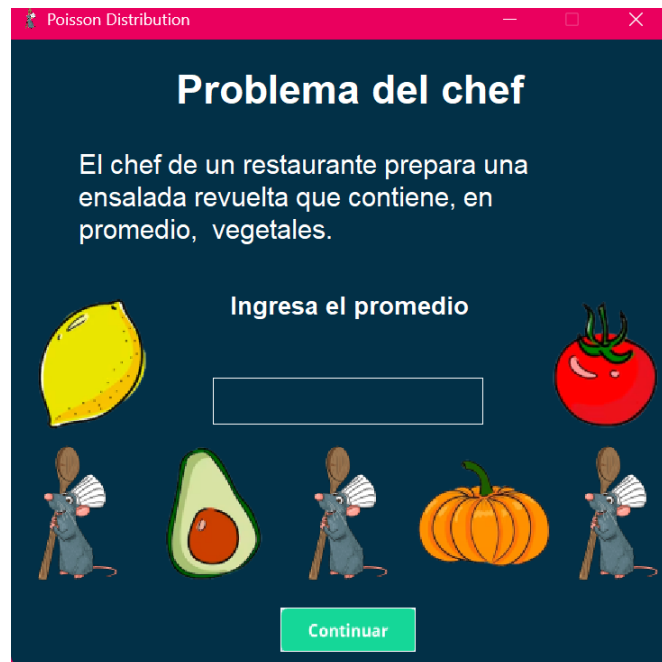 Poisson Distribution
Problema del chef
El chef de un restaurante prepara una
ensalada revuelta que contiene, en
promedio,  vegetales.
Ingresa el promedio
Continuar